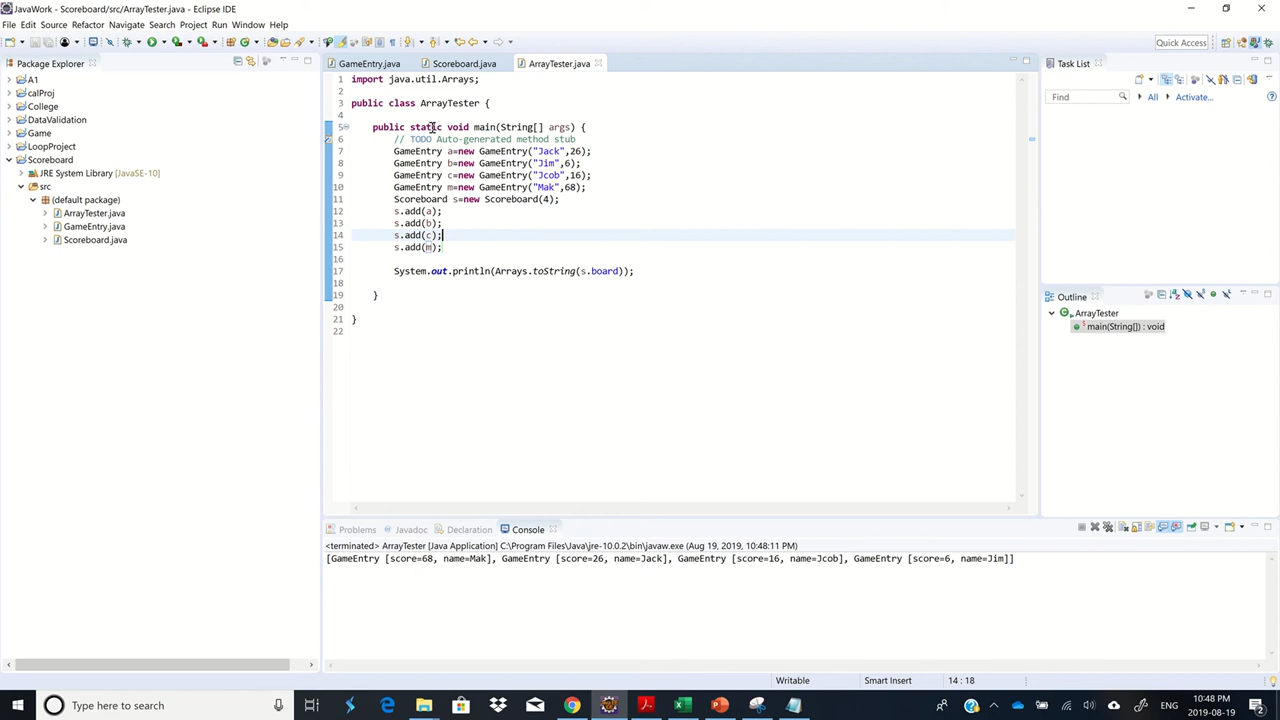 JavaWork - Scoreboard/src/ArrayTester.java - Eclipse IDE
File Edit Source Refactor Navigate Search Project Run Window Help
Quick Access
Package Explorer
A1
calProj
College
DataValidation
Game
LoopProject
Scoreboard
JRE System Library [JavaSE-10]
src
(default package)
ArrayTester.java
GameEntry.java
Scoreboard.java
GameEntry.java Scoreboard.java ArrayTester.java
1 import java.util.Arrays;
2
3 public class ArrayTester {
4
5 public static void main(String[] args) {
6 // TODO Auto-generated method stub
7 GameEntry a=new GameEntry("Jack",26);
8 GameEntry b=new GameEntry("Jim",6);
9 GameEntry c=new GameEntry("Jcob",16);
10 GameEntry m=new GameEntry("Mak",68);
11 Scoreboard s=new Scoreboard(4);
12 s.add(a);
13 s.add(b);
14 s.add(c);
15 s.add(m);
16
17 System.out.println(Arrays.toString(s.board));
18
19 }
20
21 }
22
Task List
Find All Activate...
Outline
ArrayTester
main(String[]) : void
Problems Javadoc Declaration Console
<terminated> ArrayTester [Java Application] C:\Program Files\Java\jre-10.0.2\bin\javaw.exe (Aug 19, 2019, 10:48:11 PM)
[GameEntry [score=68, name=Mak], GameEntry [score=26, name=Jack], GameEntry [score=16, name=Jcob], GameEntry [score=6, name=Jim]]
Writable Smart Insert 14 : 18
Type here to search
ENG
10:48 PM
2019-08-19
2